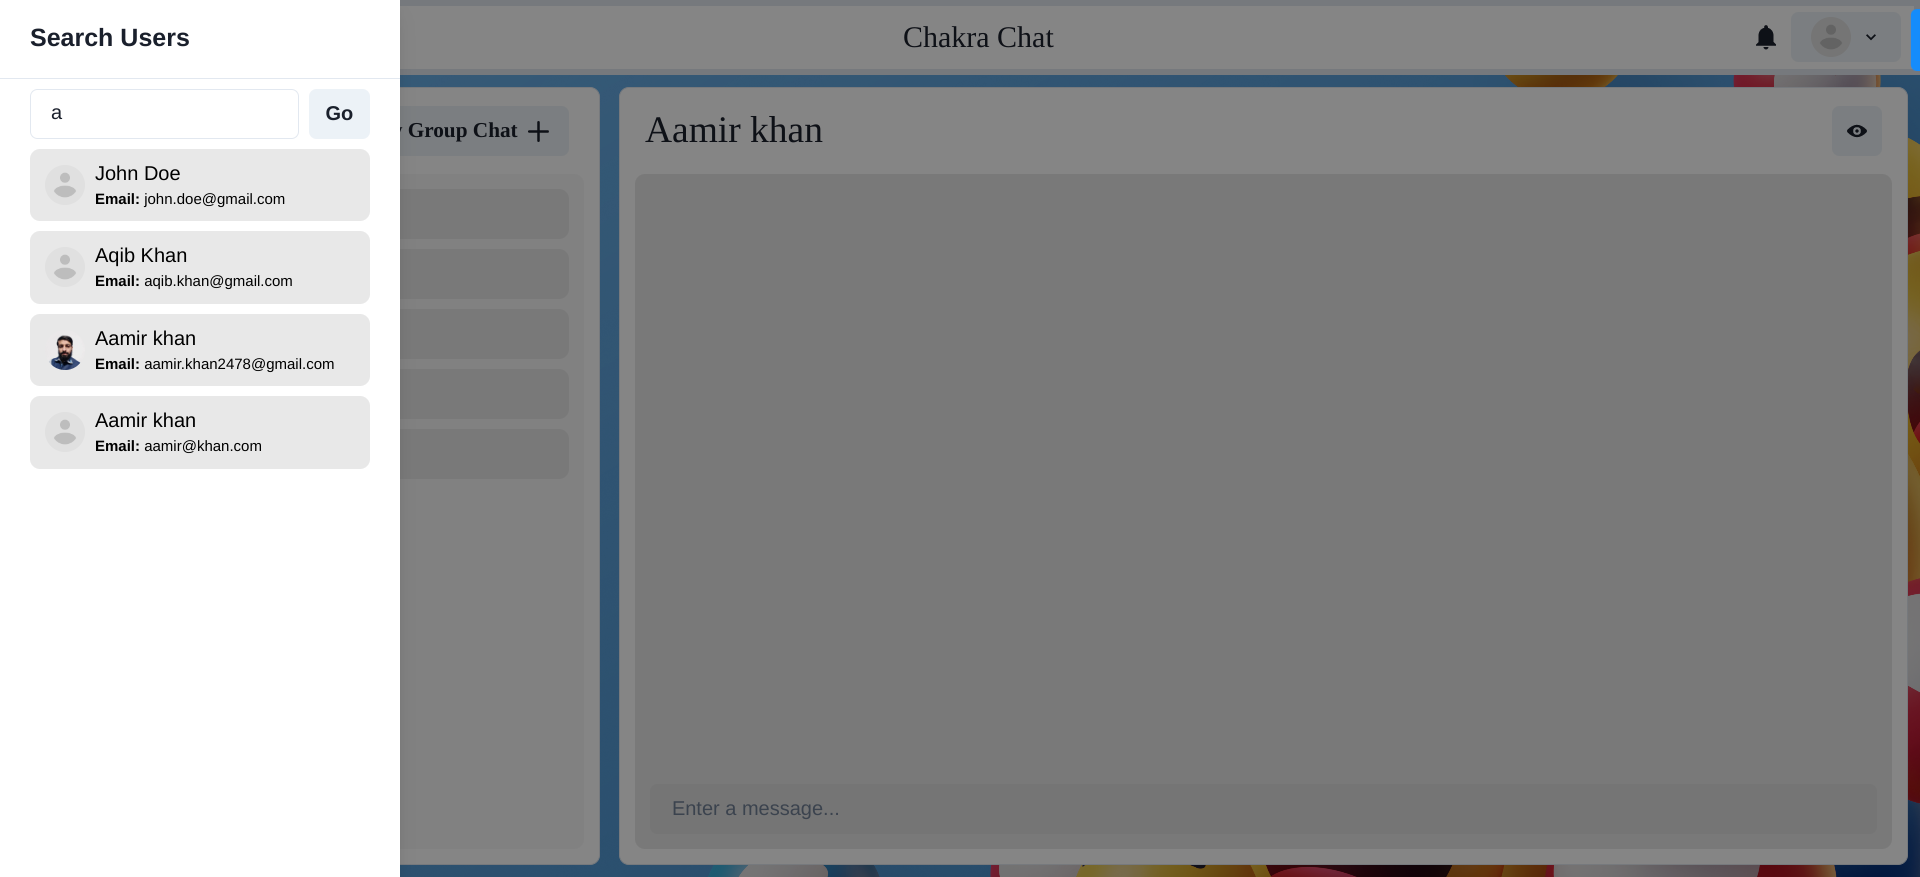 Search Users
a
Go
John Doe
Email: john.doe@gmail.com
Aqib Khan
Email: aqib.khan@gmail.com
Aamir khan
Email: aamir.khan2478@gmail.com
Aamir khan
Email: aamir@khan.com
Chakra Chat
Group Chat
Aamir khan
Enter a message...